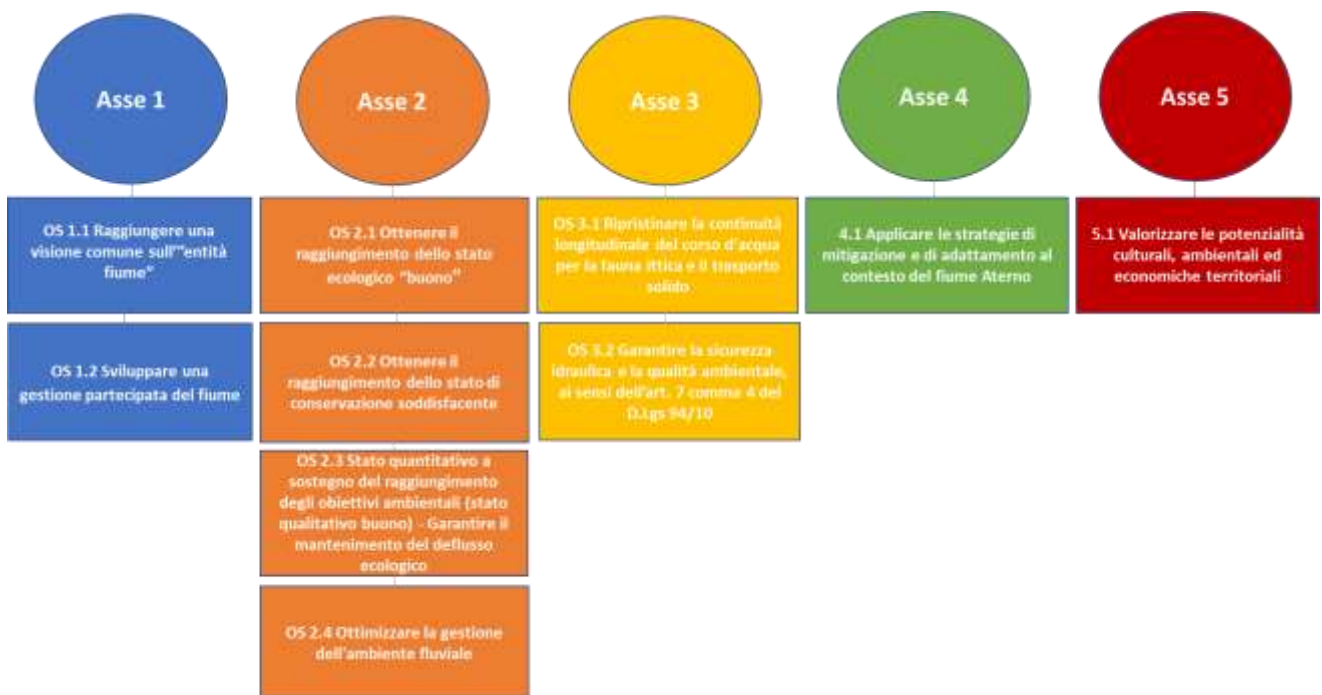 Asse 1
OS 1.1 Raggiungere una
visione comune sull'"entità
fiume"
OS 1.2 Sviluppare una
gestione partecipata del fiume
Asse 2
OS 2.1 Ottenere il
raggiungimento dello stato
ecologico "buono"
OS 2.2 Ottenere il
raggiungimento dello stato di
conservazione soddisfacente
OS 2.3 Stato quantitativo a
sostegno del raggiungimento
degli obiettivi ambientali (stato
qualitativo buono) - Garantire il
mantenimento del deflusso
ecologico
OS 2.4 Ottimizzare la gestione
dell'ambiente fluviale
Asse 3
OS 3.1 Ripristinare la continuità
longitudinale del corso d'acqua
per la fauna ittica e il trasporto
solido
OS 3.2 Garantire la sicurezza
idraulica e la qualità ambientale,
ai sensi dell'art. 7 comma 4 del
D.Lgs 94/10
Asse 4
4.1 Applicare le strategie di
mitigazione e di adattamento al
contesto del fiume Aterno
Asse 5
5.1 Valorizzare le potenzialità
culturali, ambientali ed
economiche territoriali